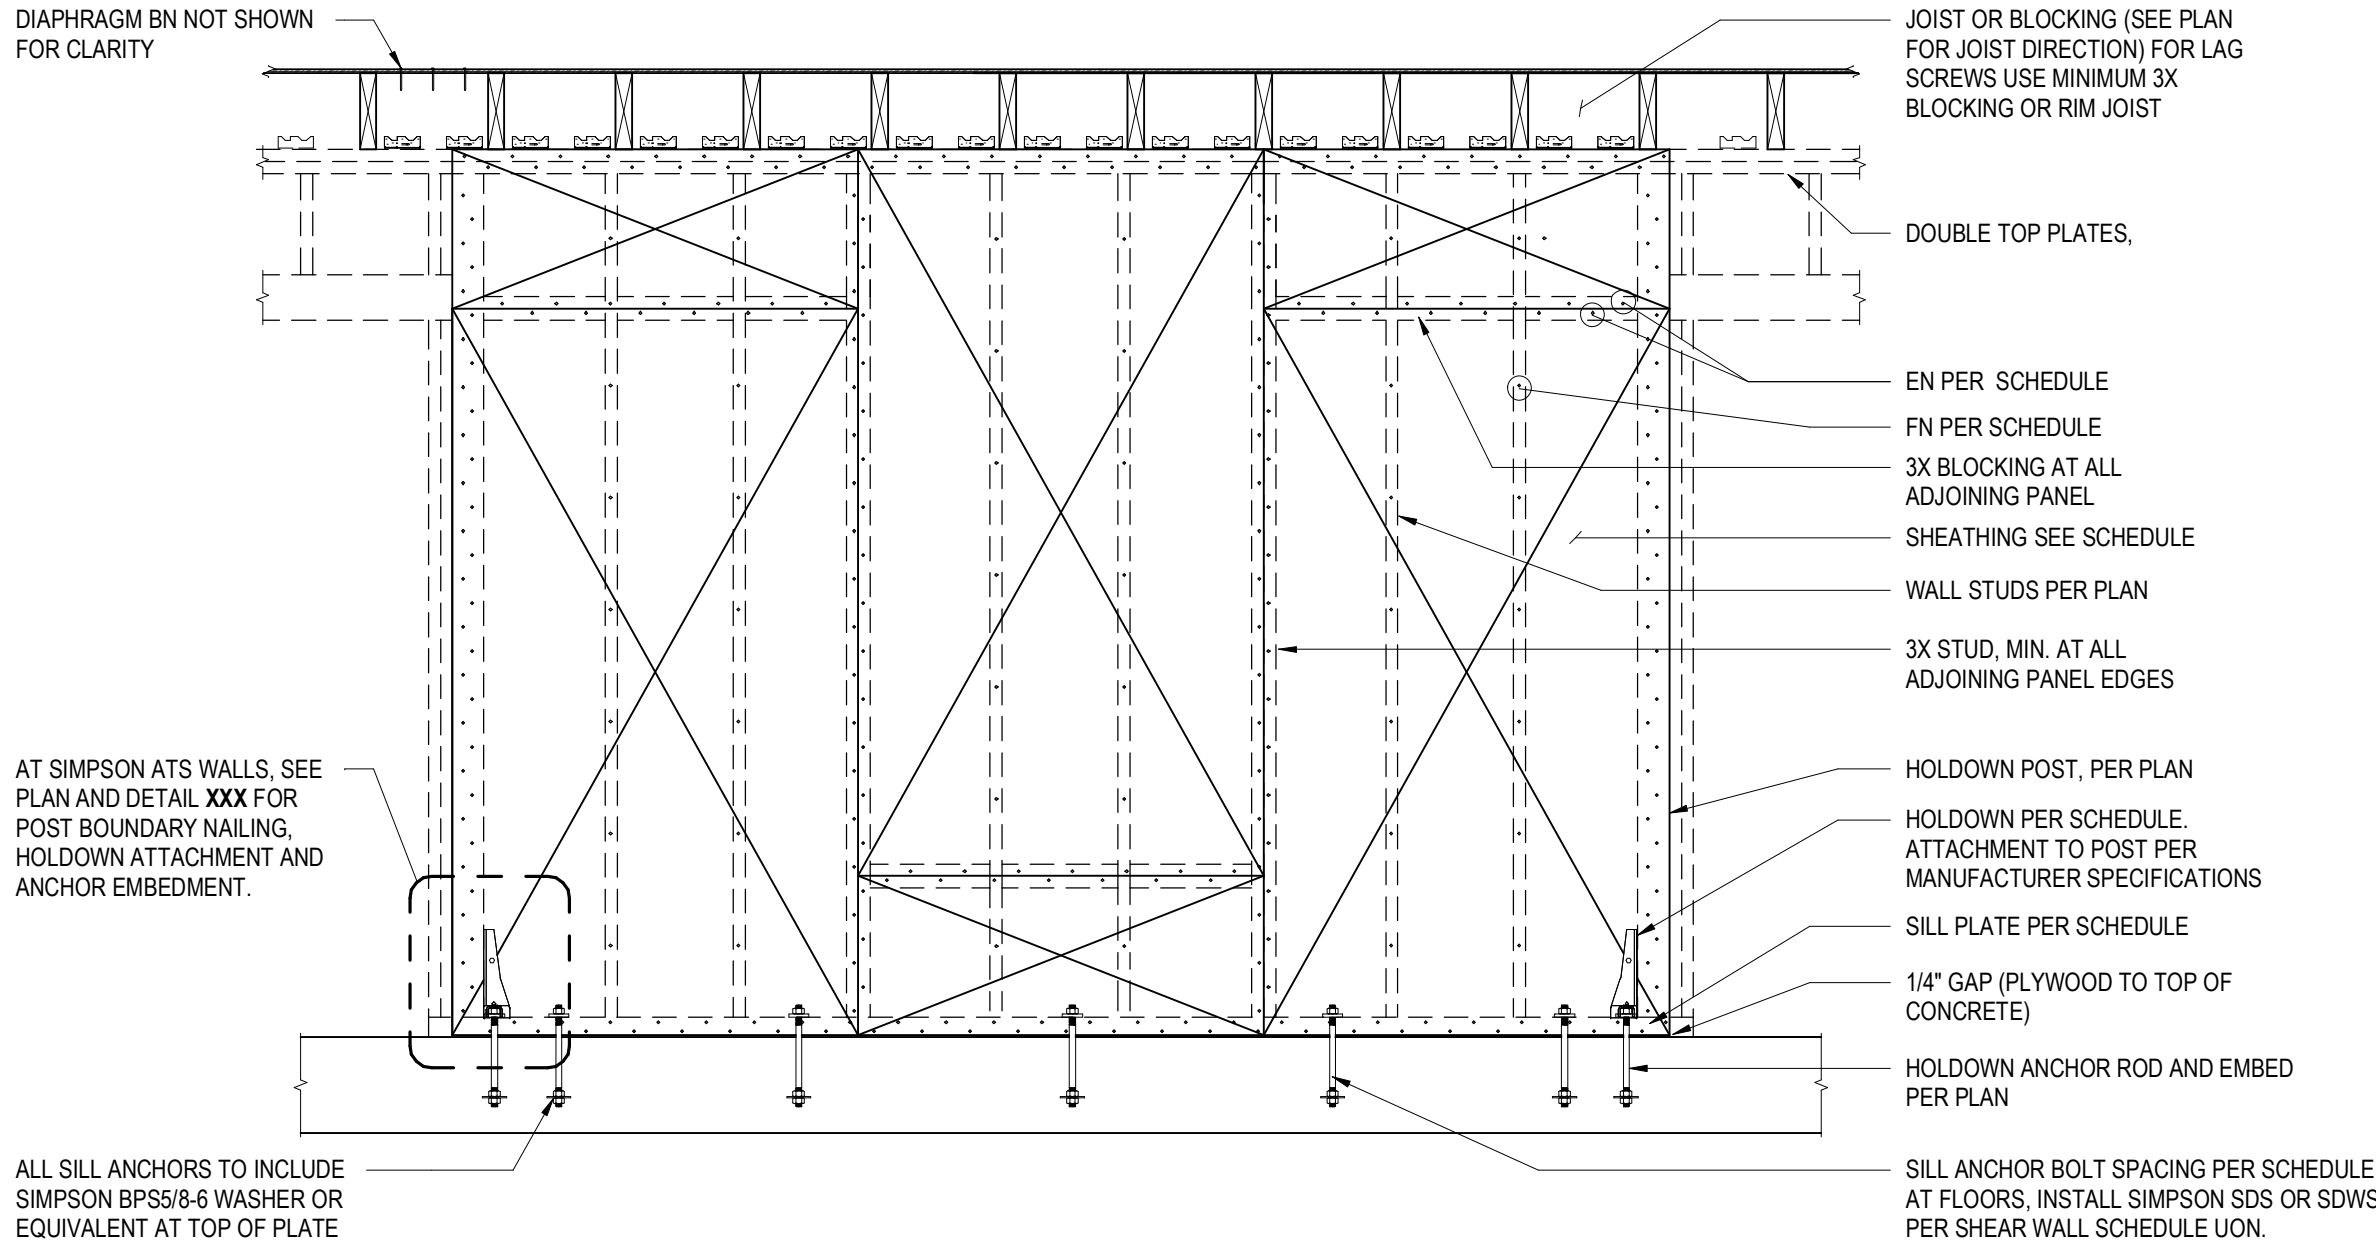 DIAPHRAGM BN NOT SHOWN
FOR CLARITY
AT SIMPSON ATS WALLS, SEE
PLAN AND DETAIL XXX FOR
POST BOUNDARY NAILING,
HOLDOWN ATTACHMENT AND
ANCHOR EMBEDMENT.
ALL SILL ANCHORS TO INCLUDE
SIMPSON BPS5/8-6 WASHER OR
EQUIVALENT AT TOP OF PLATE
JOIST OR BLOCKING (SEE PLAN
FOR JOIST DIRECTION) FOR LAG
SCREWS USE MINIMUM 3X
BLOCKING OR RIM JOIST
DOUBLE TOP PLATES,
EN PER SCHEDULE
FN PER SCHEDULE
3X BLOCKING AT ALL
ADJOINING PANEL
SHEATHING SEE SCHEDULE
WALL STUDS PER PLAN
3X STUD, MIN. AT ALL
ADJOINING PANEL EDGES
HOLDOWN POST, PER PLAN
HOLDOWN PER SCHEDULE.
ATTACHMENT TO POST PER
MANUFACTURER SPECIFICATIONS
SILL PLATE PER SCHEDULE
1/4" GAP (PLYWOOD TO TOP OF
CONCRETE)
HOLDOWN ANCHOR ROD AND EMBED
PER PLAN
SILL ANCHOR BOLT SPACING PER SCHEDULE
AT FLOORS, INSTALL SIMPSON SDS OR SDWS
PER SHEAR WALL SCHEDULE UON.